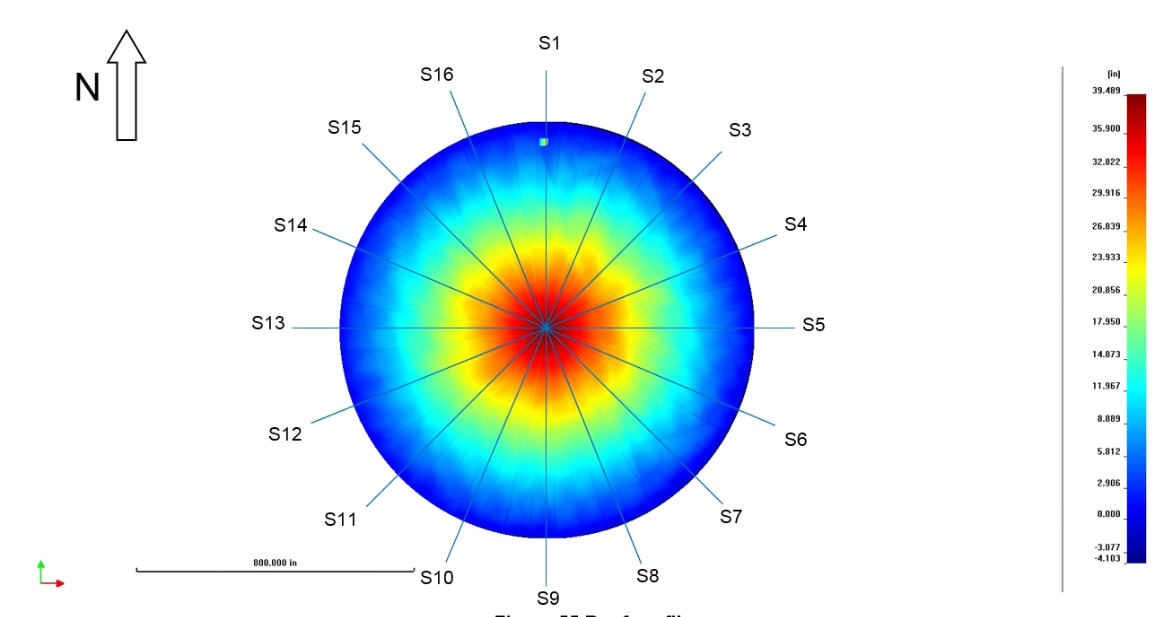 N
S1
S2
S3
S4
S5
S6
S7
S8
S9
S10
S11
S12
S13
S14
S15
S16
800.000 in
[in]
39.489
35.900
32.822
29.916
26.839
23.933
20.856
17.950
14.873
11.967
8.889
5.812
2.906
0.000
-3.077
-4.103